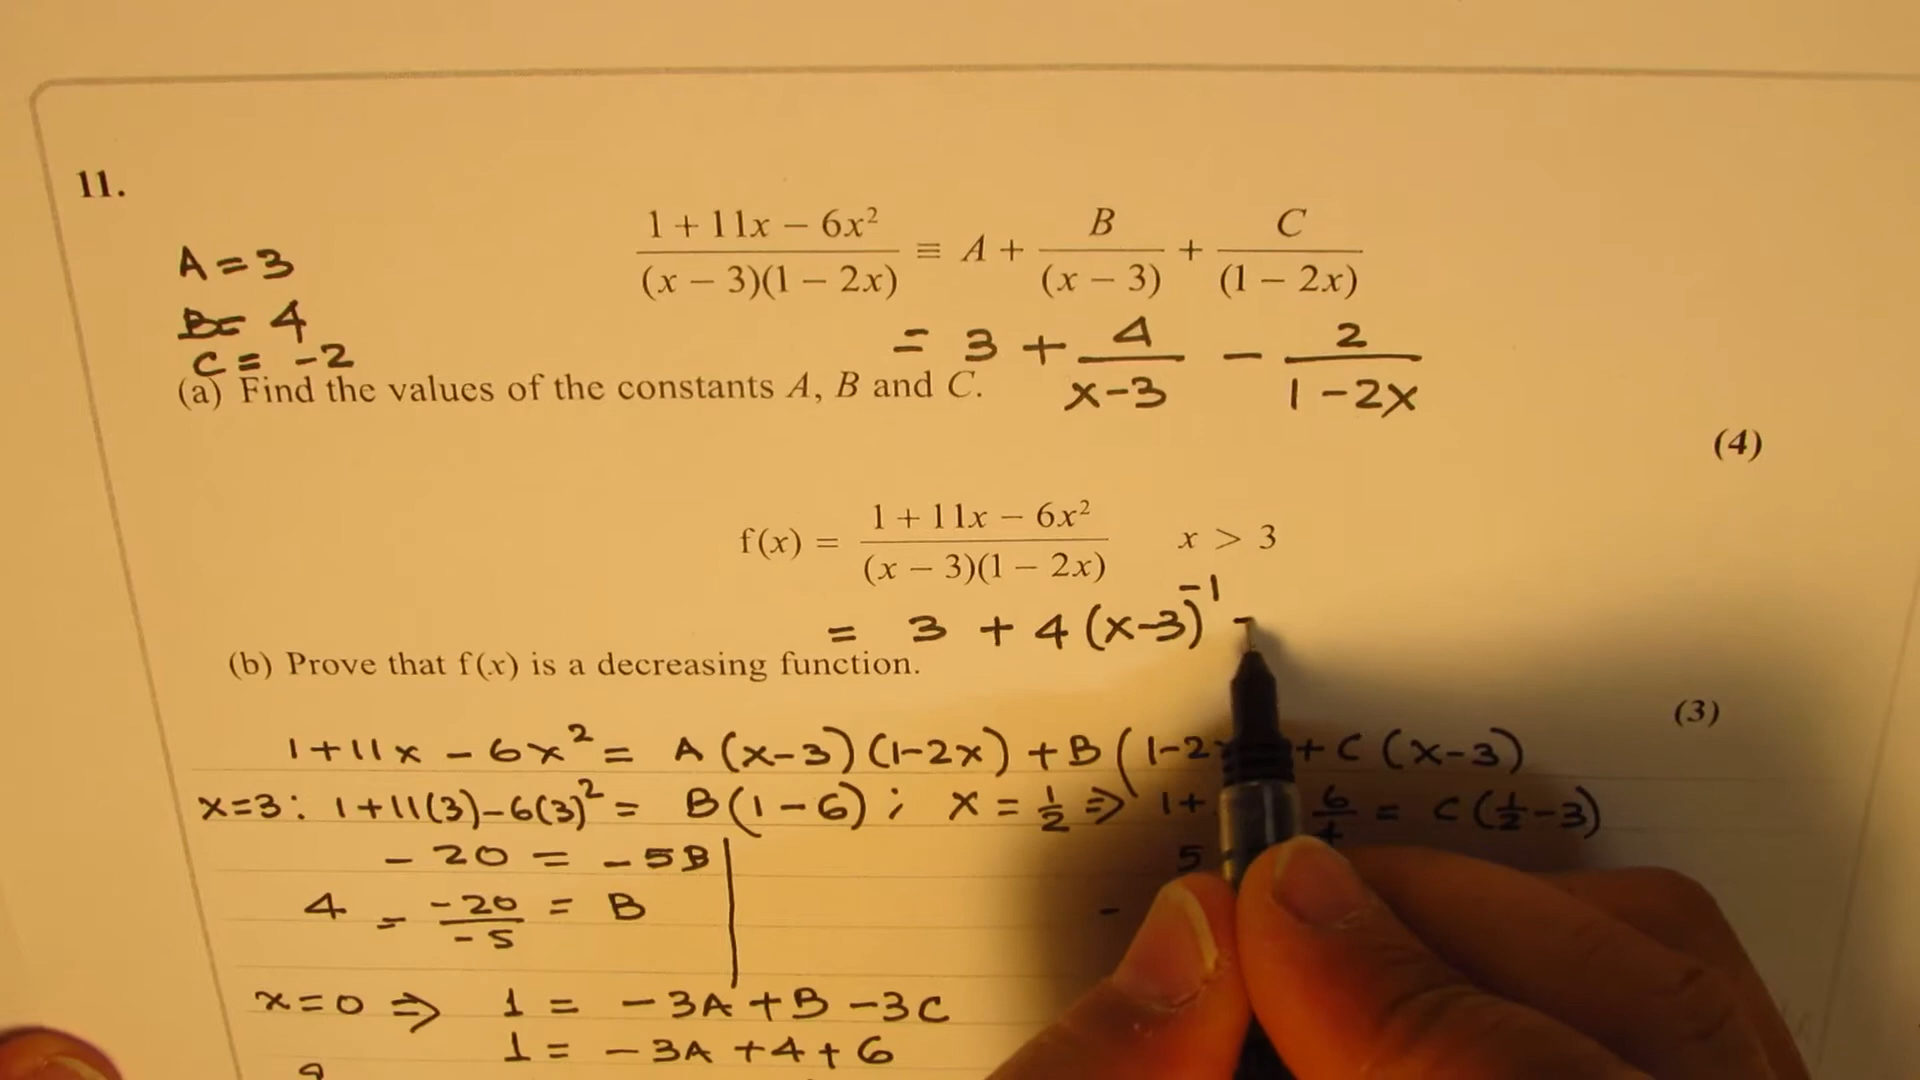 11.
1 + 11x − 6x² / (x − 3)(1 − 2x) ≡ A + B / (x − 3) + C / (1 − 2x)
A = 3
B = 4
C = -2
= 3 + 4 / x-3 − 2 / 1-2x
(a) Find the values of the constants A, B and C.
(4)
f(x) = 1 + 11x − 6x² / (x − 3)(1 − 2x) x > 3
= 3 + 4(x-3)⁻¹ -
(b) Prove that f(x) is a decreasing function.
(3)
1+11x − 6x² = A(x-3)(1-2x) + B(1-2 + C(x-3)
x=3: 1+11(3)-6(3)² = B(1-6); x = 1/2 ⇒ 1+ 6/4 = C(1/2-3)
-20 = -5B 5
4 = -20/-5 = B -
x=0 ⇒ 1 = -3A + B - 3C
1 = -3A + 4 + 6